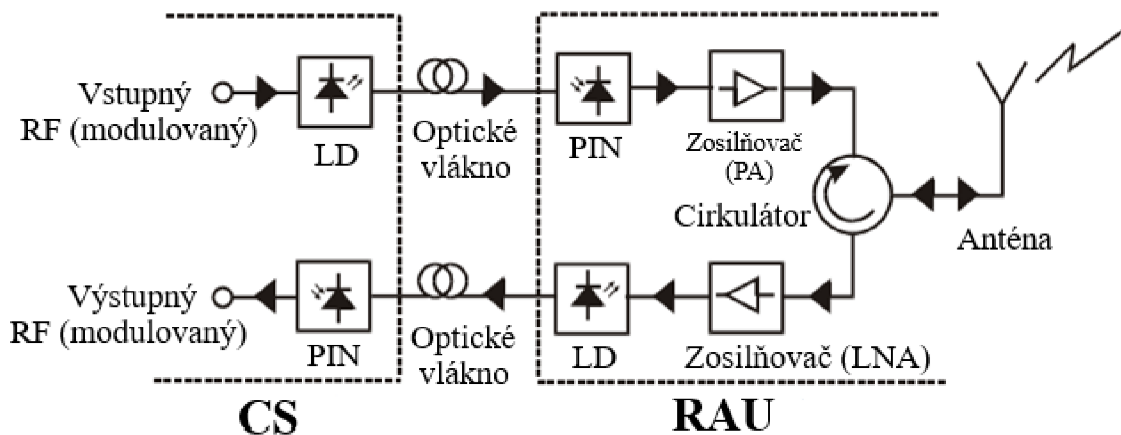 Vstupný
RF (modulovaný)
LD
Optické
vlákno
PIN
Zosilňovač
(PA)
Cirkulátor
Anténa
Výstupný
RF (modulovaný)
PIN
Optické
vlákno
LD
Zosilňovač (LNA)
CS
RAU